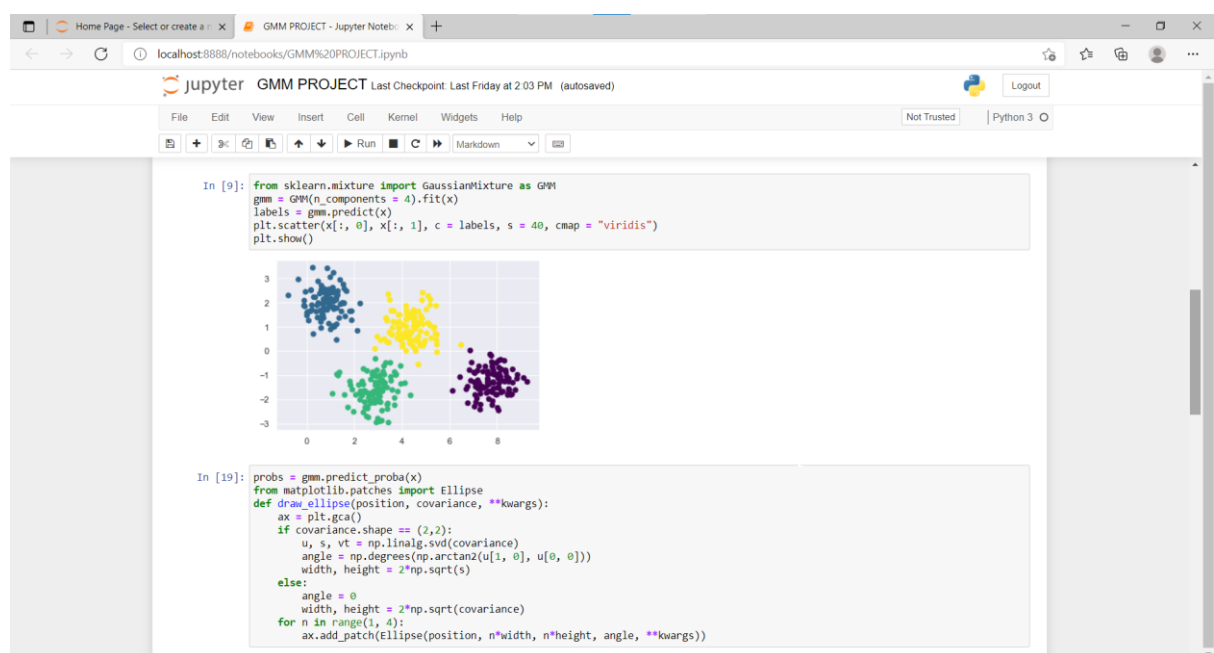 Home Page - Select or create a n
GMM PROJECT - Jupyter Notebo
localhost:8888/notebooks/GMM%20PROJECT.ipynb
jupyter GMM PROJECT Last Checkpoint: Last Friday at 2:03 PM (autosaved)
Logout
File Edit View Insert Cell Kernel Widgets Help
Not Trusted
Python 3
Run
Markdown
In [9]: from sklearn.mixture import GaussianMixture as GMM
gmm = GMM(n_components = 4).fit(x)
labels = gmm.predict(x)
plt.scatter(x[:, 0], x[:, 1], c = labels, s = 40, cmap = "viridis")
plt.show()
3
2
1
0
−1
−2
−3
0 2 4 6 8
In [19]: probs = gmm.predict_proba(x)
from matplotlib.patches import Ellipse
def draw_ellipse(position, covariance, **kwargs):
    ax = plt.gca()
    if covariance.shape == (2,2):
        u, s, vt = np.linalg.svd(covariance)
        angle = np.degrees(np.arctan2(u[1, 0], u[0, 0]))
        width, height = 2*np.sqrt(s)
    else:
        angle = 0
        width, height = 2*np.sqrt(covariance)
    for n in range(1, 4):
        ax.add_patch(Ellipse(position, n*width, n*height, angle, **kwargs))